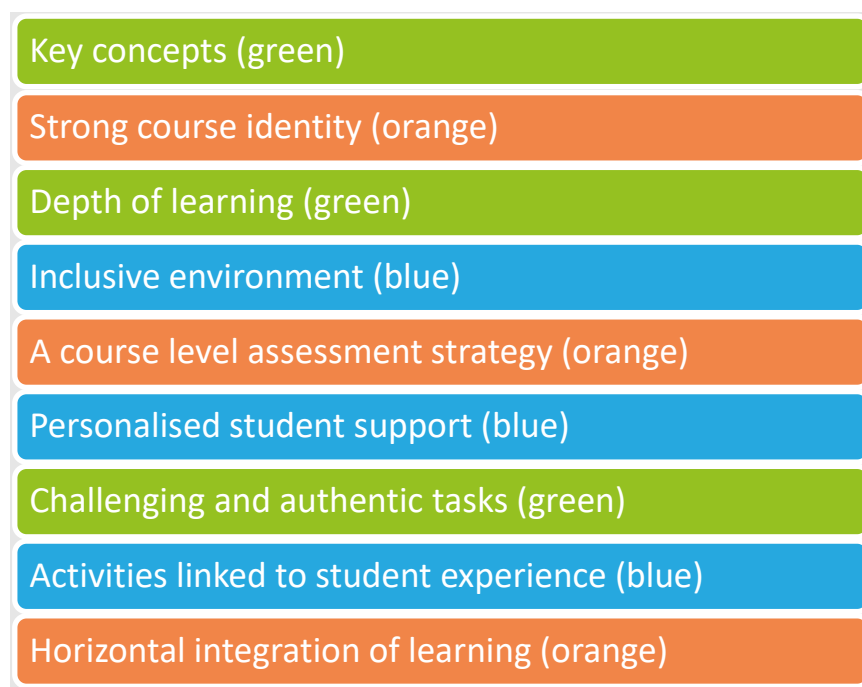 Key concepts (green)
Strong course identity (orange)
Depth of learning (green)
Inclusive environment (blue)
A course level assessment strategy (orange)
Personalised student support (blue)
Challenging and authentic tasks (green)
Activities linked to student experience (blue)
Horizontal integration of learning (orange)